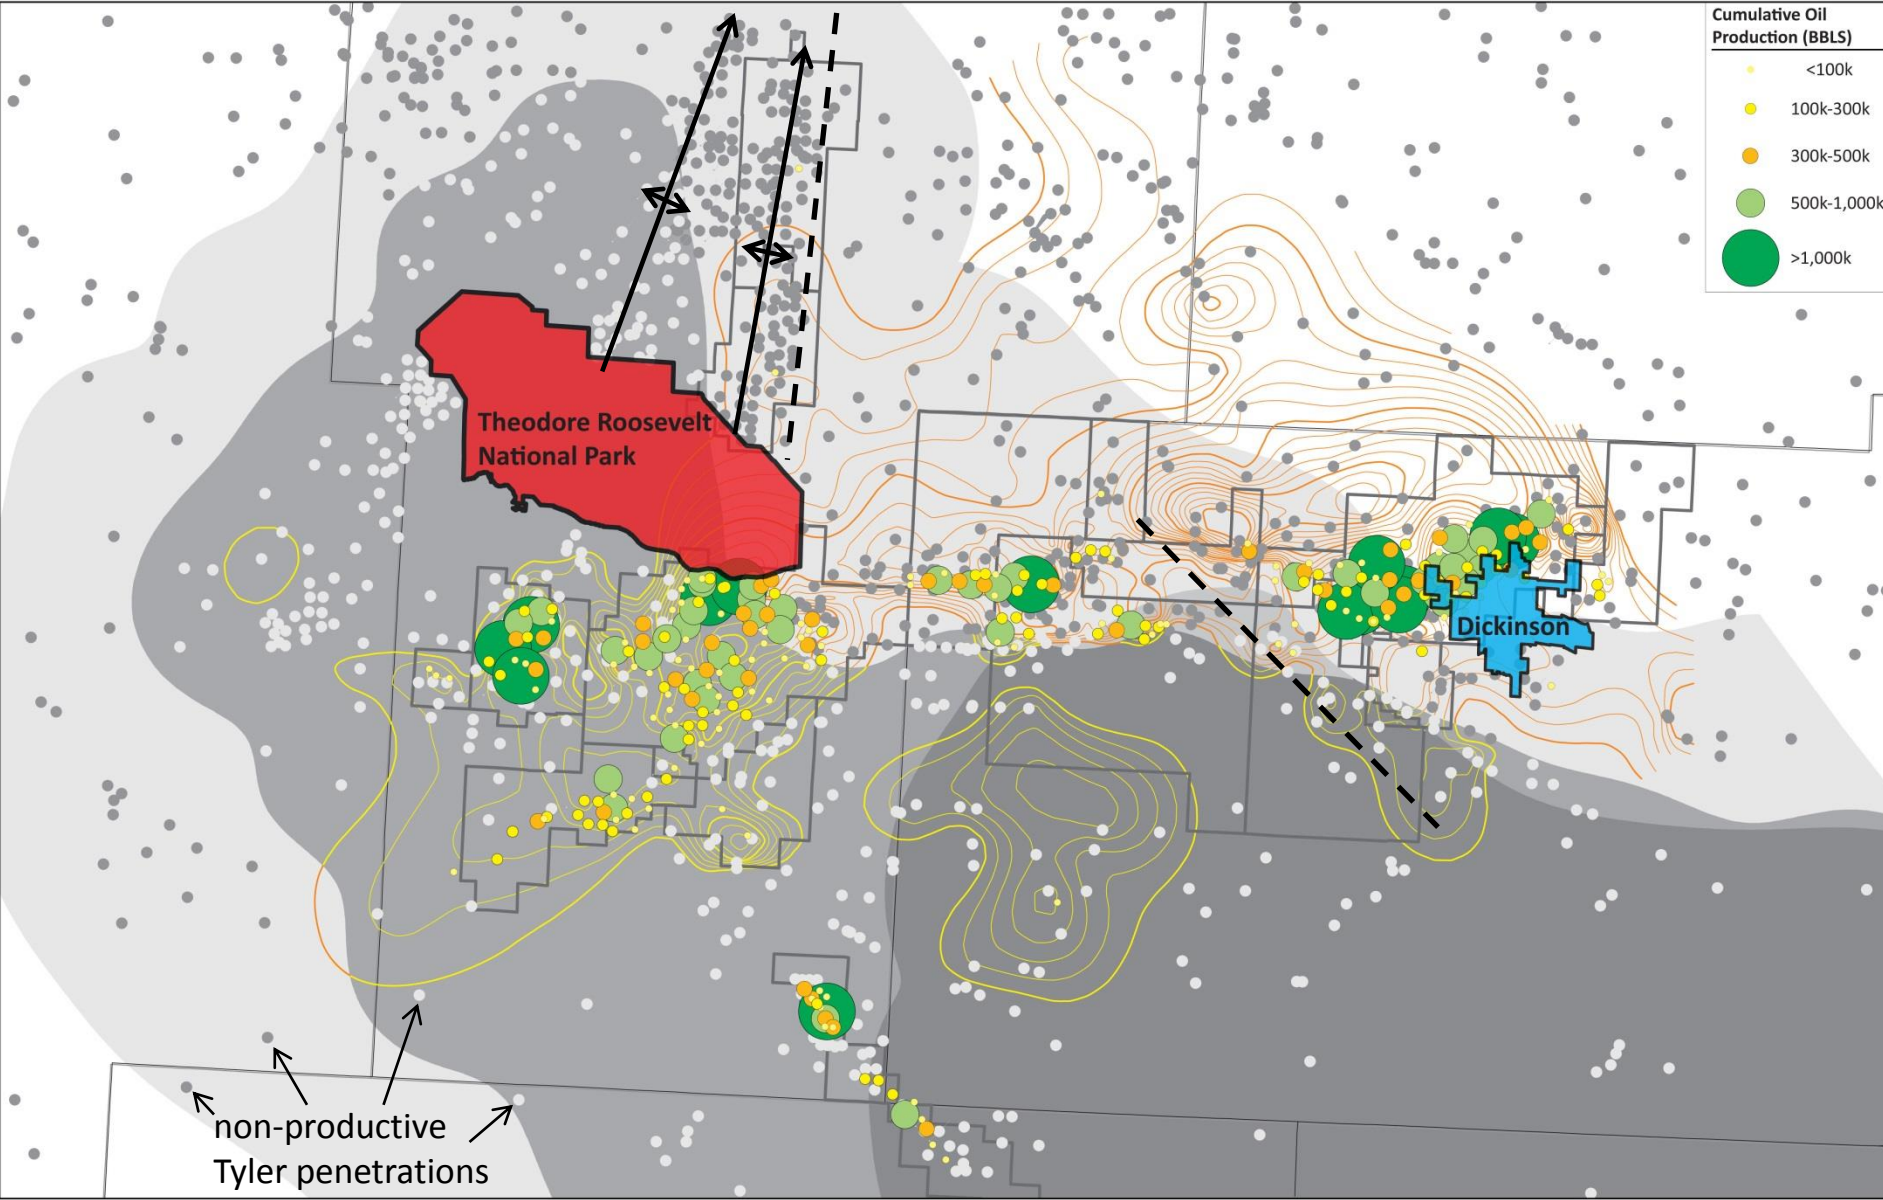 Cumulative Oil
Production (BBLS)
<100k
100k-300k
300k-500k
500k-1,000k
>1,000k
Theodore Roosevelt
National Park
Dickinson
non-productive
Tyler penetrations